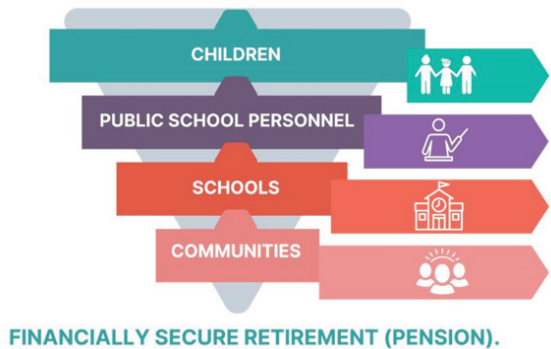 CHILDREN
PUBLIC SCHOOL PERSONNEL
SCHOOLS
COMMUNITIES
FINANCIALLY SECURE RETIREMENT (PENSION).